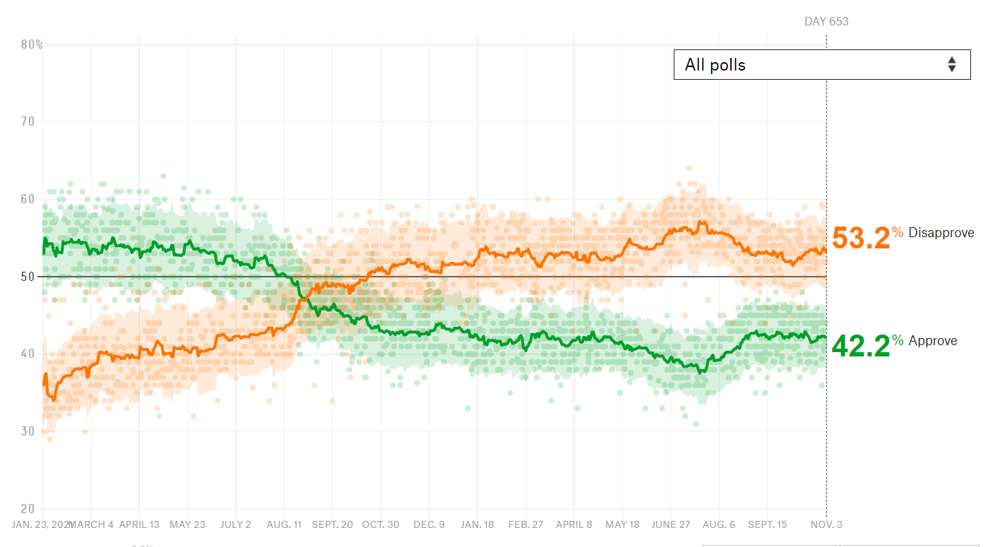 DAY 653
80%
All polls
70
60
53.2% Disapprove
50
42.2% Approve
40
30
20
JAN. 23, 2021 MARCH 4 APRIL 13 MAY 23 JULY 2 AUG. 11 SEPT. 20 OCT. 30 DEC. 9 JAN. 18 FEB.27 APRIL 8 MAY 18 JUNE 27 AUG. 6 SEPT. 15 NOV. 3